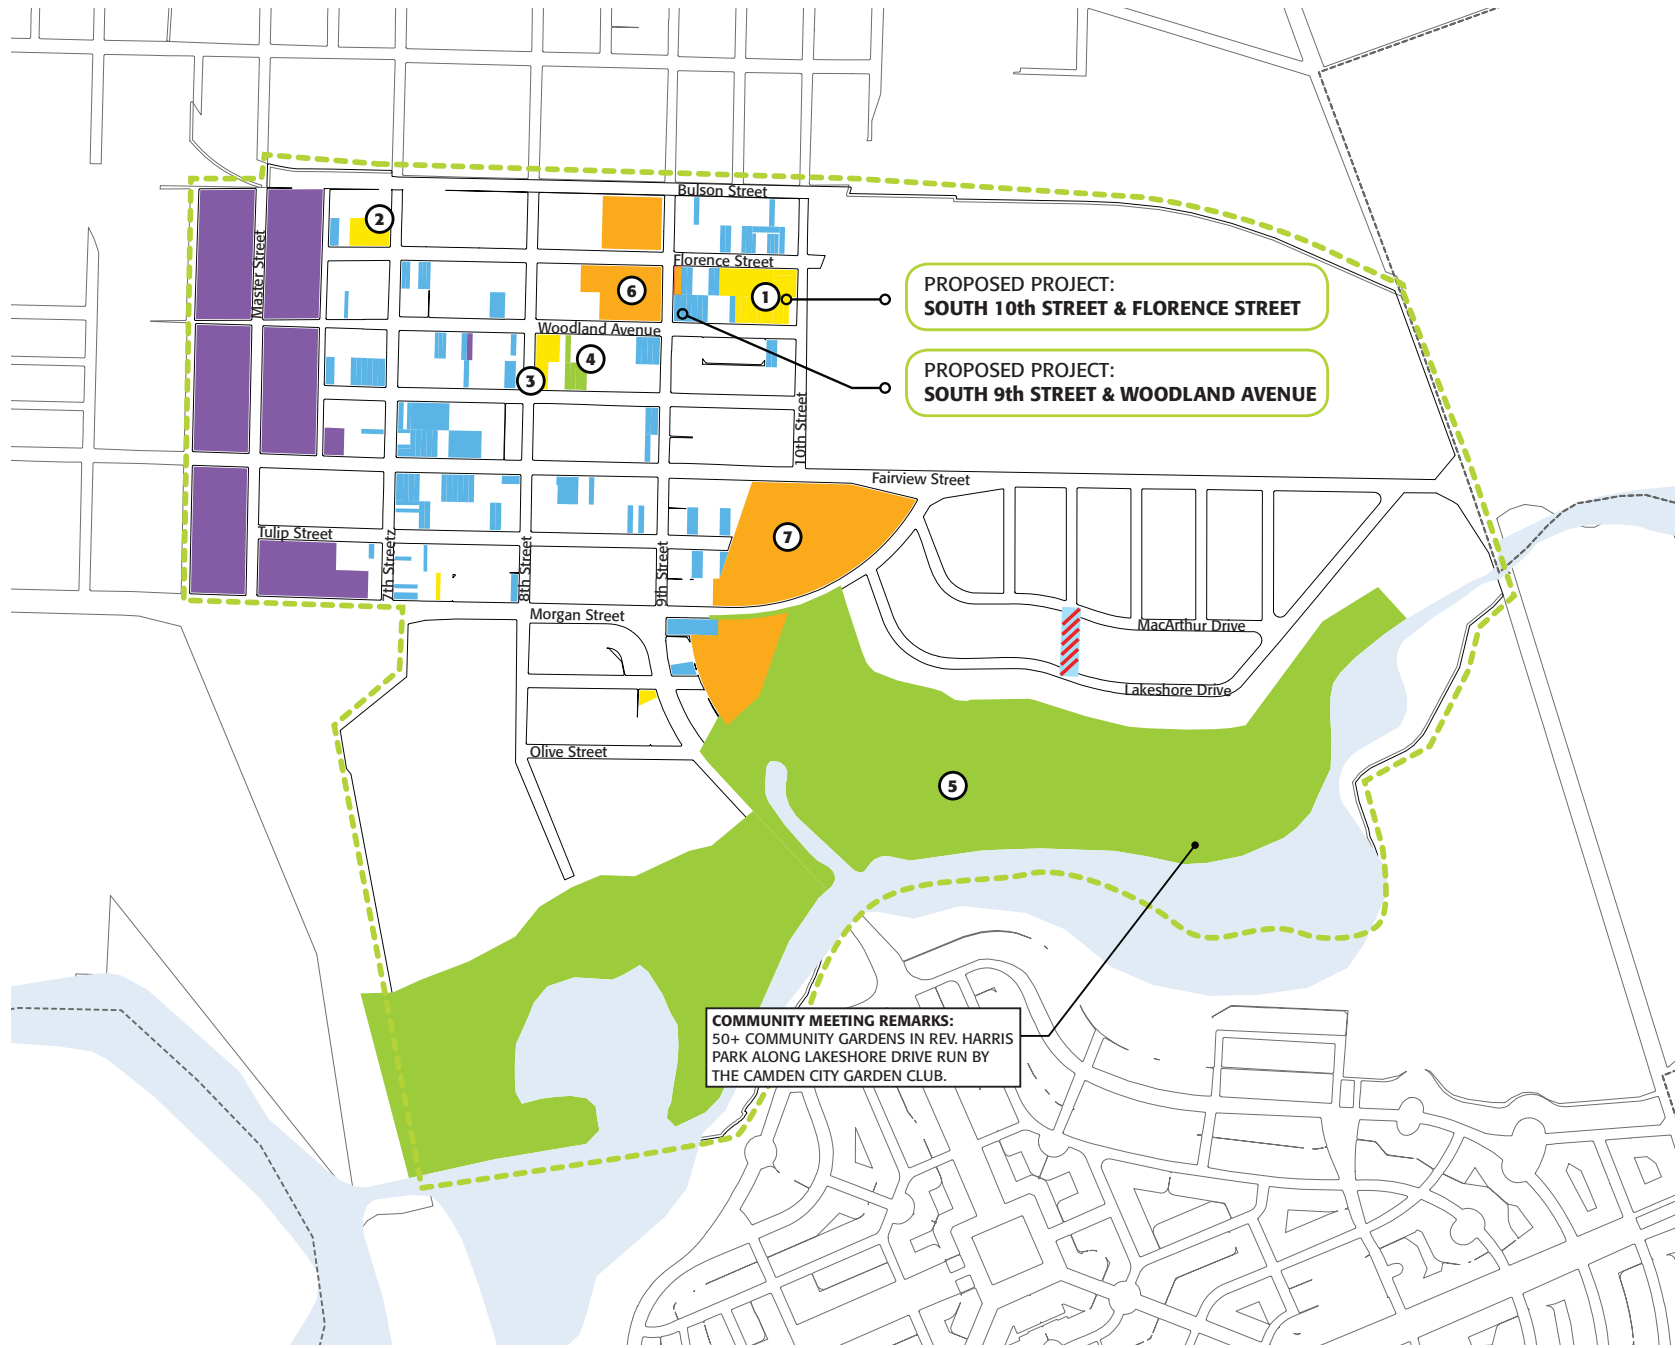 Bulson Street
2
Master Street
Florence Street
6
1
PROPOSED PROJECT:
SOUTH 10th STREET & FLORENCE STREET
Woodland Avenue
4
3
PROPOSED PROJECT:
SOUTH 9th STREET & WOODLAND AVENUE
10th Street
Fairview Street
Tulip Street
7th Streetz
8th Street
9th Street
7
Morgan Street
MacArthur Drive
Lakeshore Drive
Olive Street
5
COMMUNITY MEETING REMARKS:
50+ COMMUNITY GARDENS IN REV. HARRIS
PARK ALONG LAKESHORE DRIVE RUN BY
THE CAMDEN CITY GARDEN CLUB.